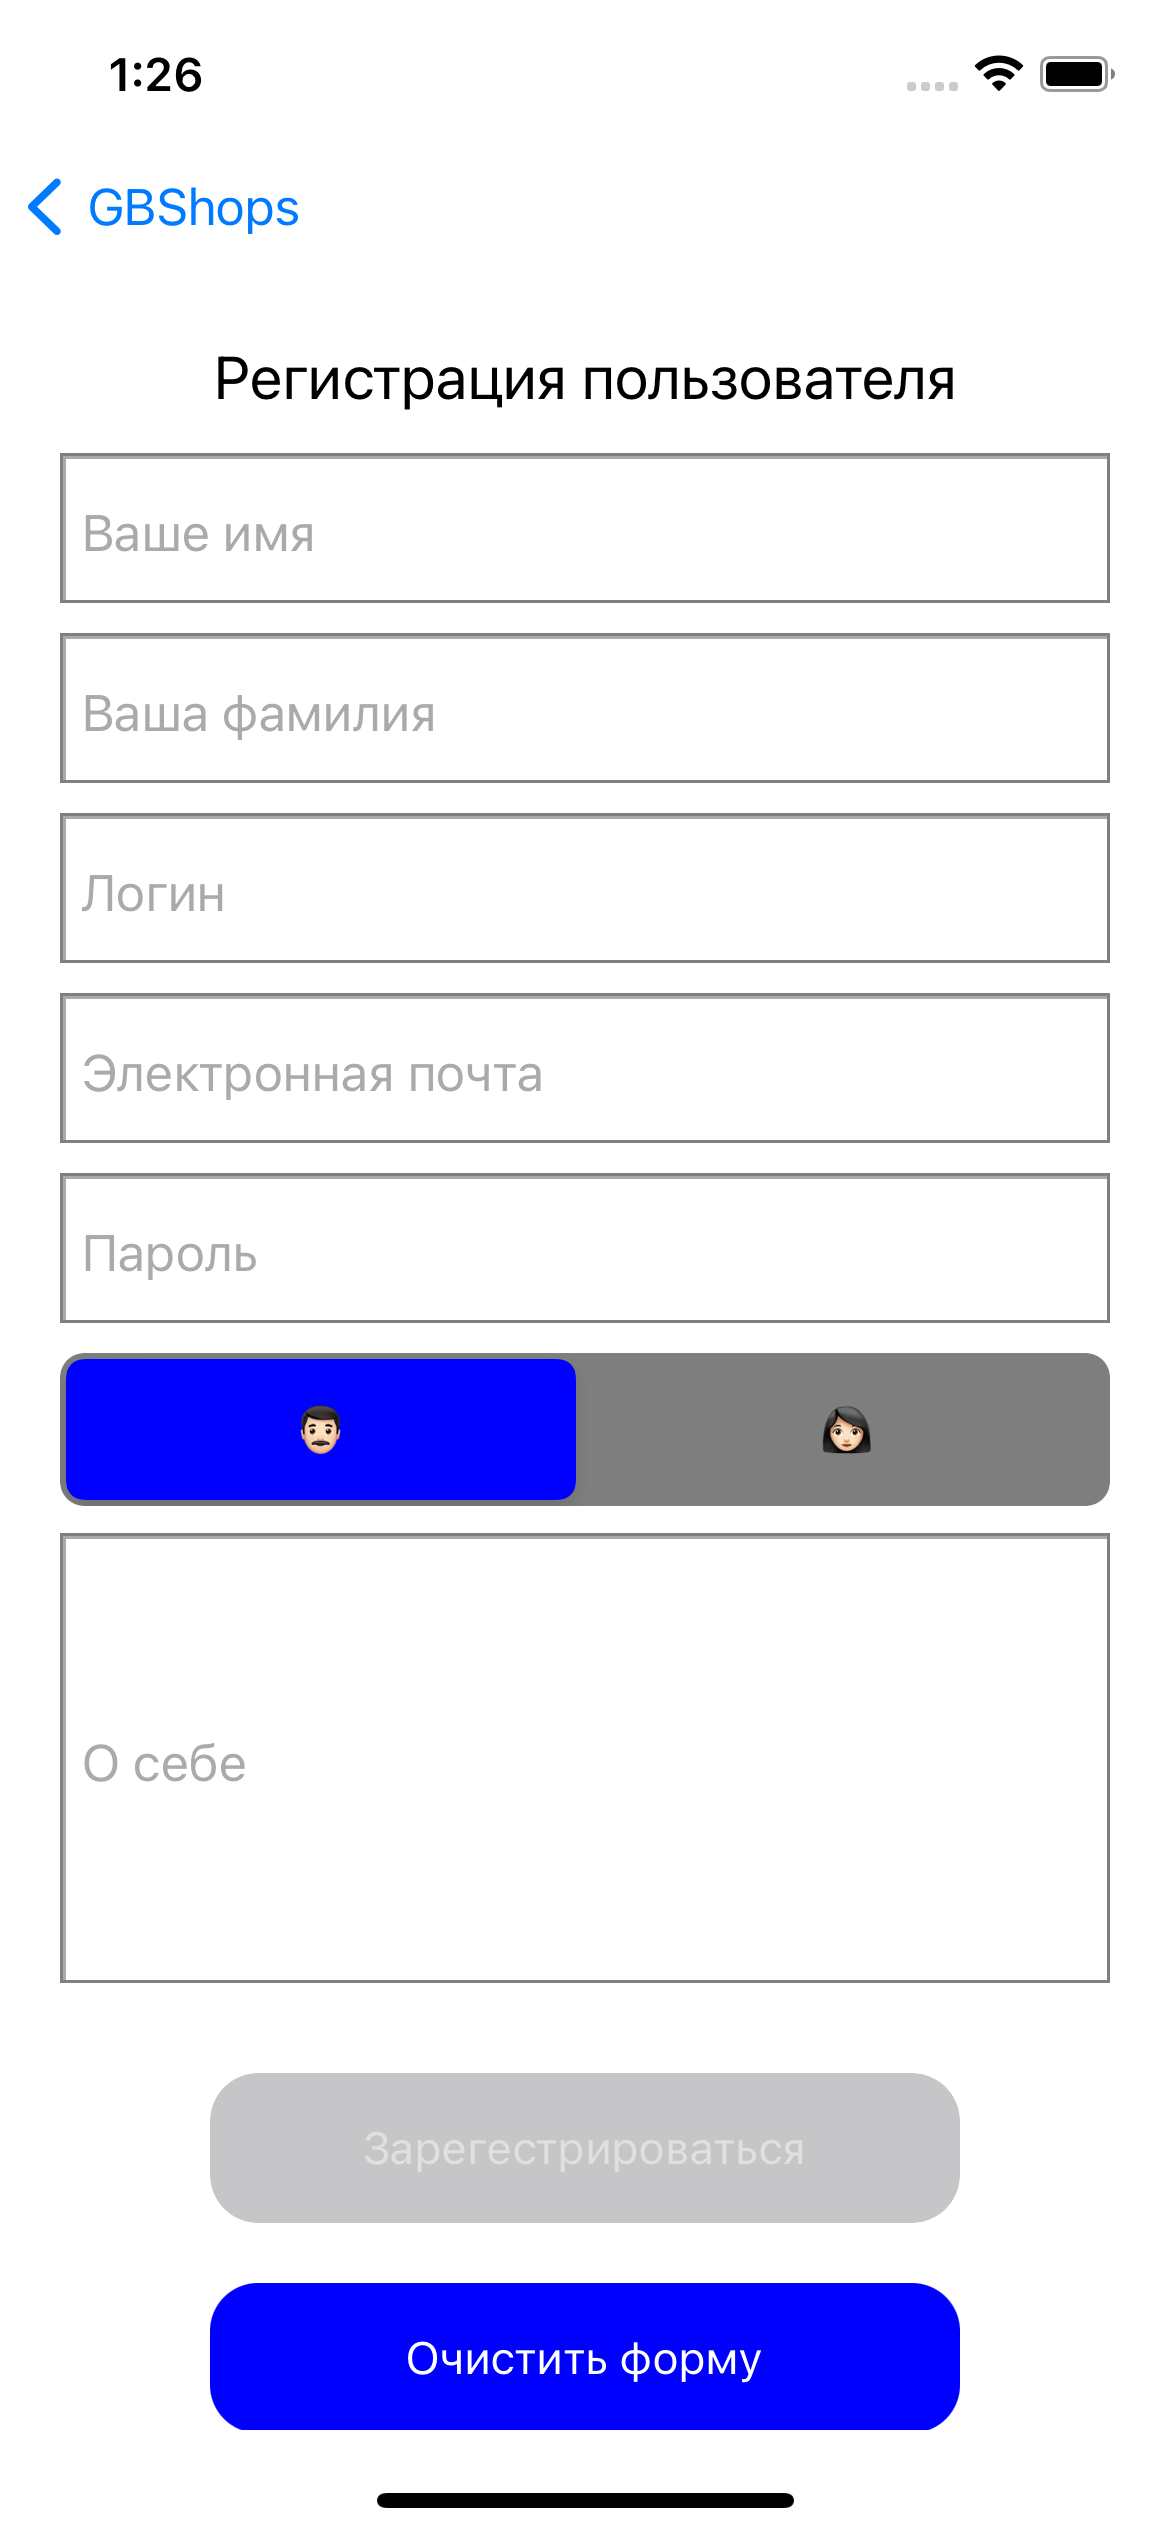 1:26
GBShops
Регистрация пользователя
Ваше имя
Ваша фамилия
Логин
Электронная почта
Пароль
О себе
Зарегестрироваться
Очистить форму